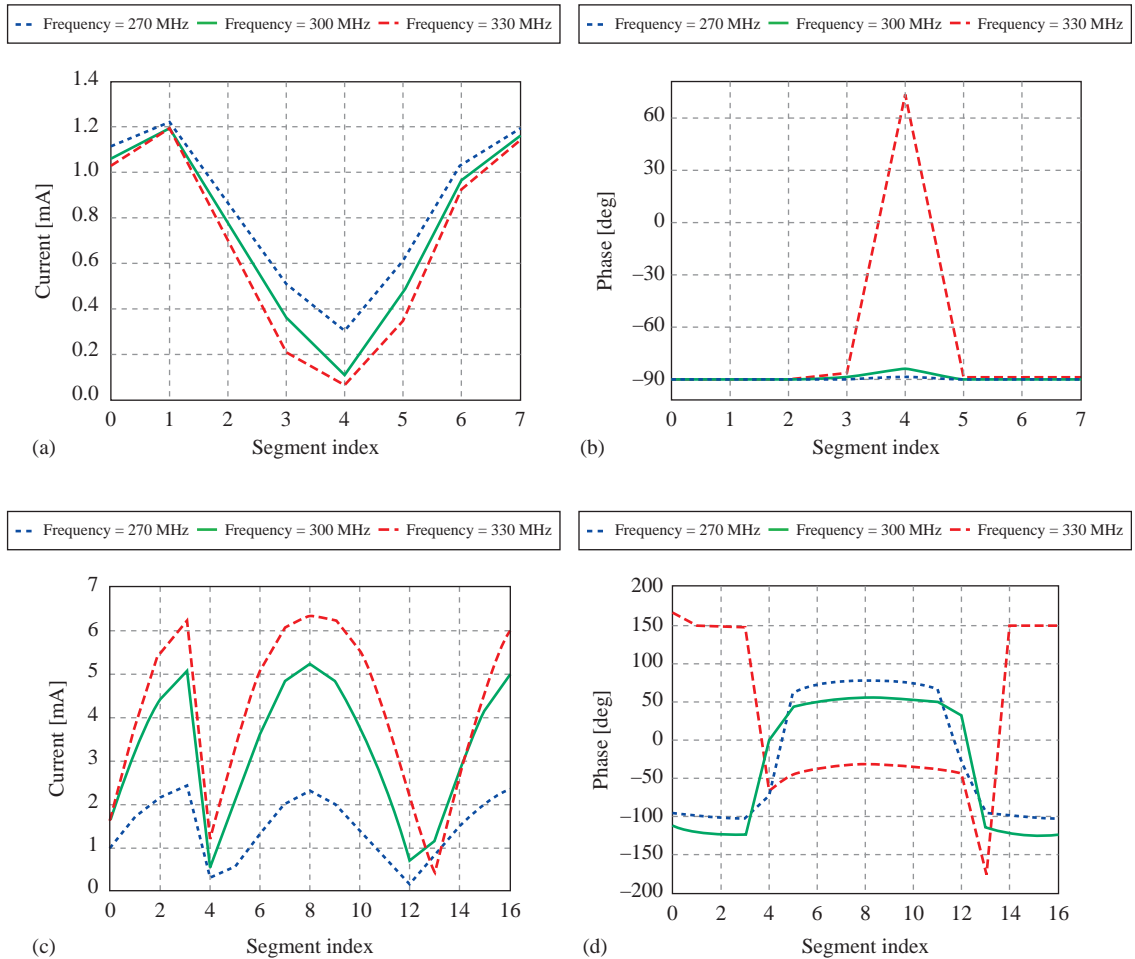 Frequency = 270 MHz Frequency = 300 MHz Frequency = 330 MHz
1.4
1.2
1.0
0.8
0.6
0.4
0.2
0.0
Current [mA]
0 1 2 3 4 5 6 7
Segment index
(a)
Frequency = 270 MHz Frequency = 300 MHz Frequency = 330 MHz
60
30
0
−30
−60
−90
Phase [deg]
0 1 2 3 4 5 6 7
Segment index
(b)
Frequency = 270 MHz Frequency = 300 MHz Frequency = 330 MHz
7
6
5
4
3
2
1
0
Current [mA]
0 2 4 6 8 10 12 14 16
Segment index
(c)
Frequency = 270 MHz Frequency = 300 MHz Frequency = 330 MHz
200
150
100
50
0
−50
−100
−150
−200
Phase [deg]
0 2 4 6 8 10 12 14 16
Segment index
(d)